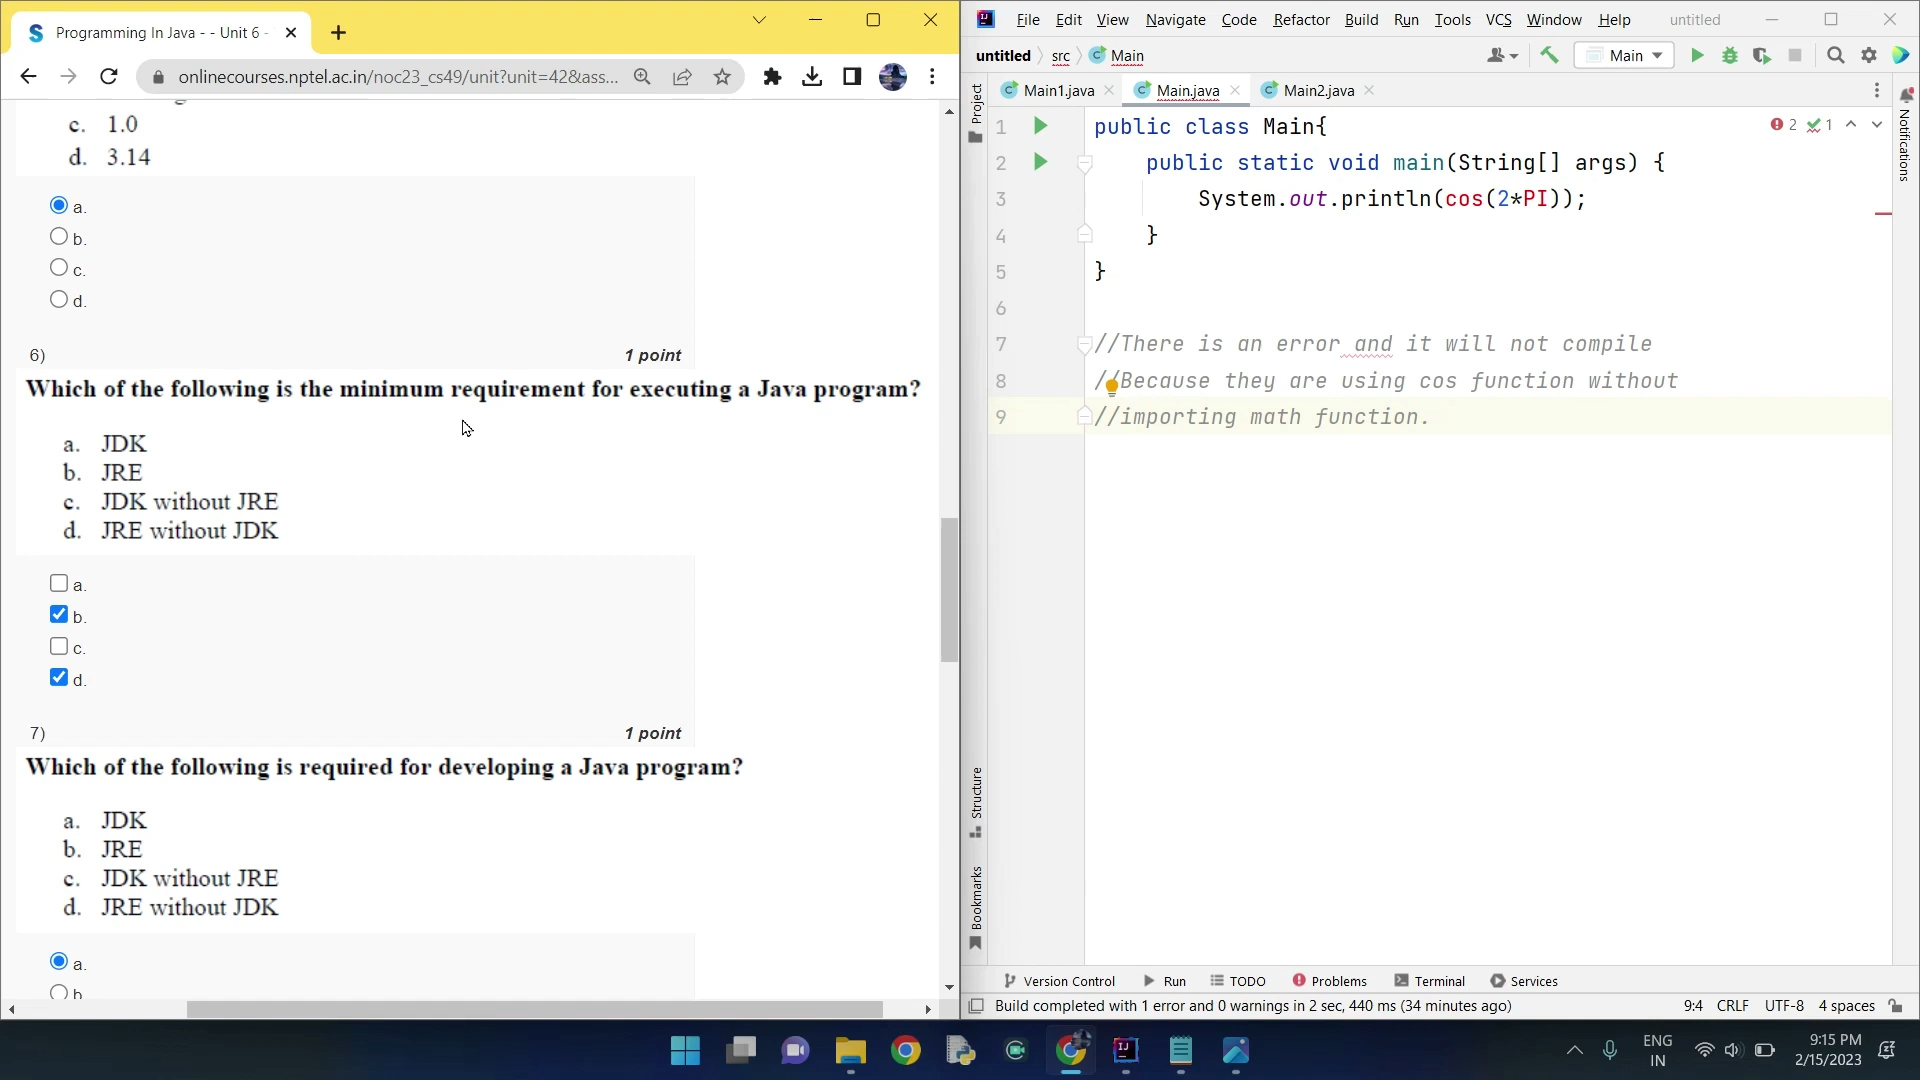 Programming In Java - - Unit 6 -
onlinecourses.nptel.ac.in/noc23_cs49/unit?unit=42&ass...
c. 1.0
d. 3.14
a.
b.
c.
d.
6)
1 point
Which of the following is the minimum requirement for executing a Java program?
a. JDK
b. JRE
c. JDK without JRE
d. JRE without JDK
a.
b.
c.
d.
7)
1 point
Which of the following is required for developing a Java program?
a. JDK
b. JRE
c. JDK without JRE
d. JRE without JDK
a.
b
File Edit View Navigate Code Refactor Build Run Tools VCS Window Help untitled
untitled src Main
Main
Main1.java Main.java Main2.java
Project
Notifications
2 1
1 public class Main{
2 public static void main(String[] args) {
3 System.out.println(cos(2*PI));
4 }
5 }
6
7 //There is an error and it will not compile
8 //Because they are using cos function without
9 //importing math function.
Structure
Bookmarks
Version Control Run TODO Problems Terminal Services
Build completed with 1 error and 0 warnings in 2 sec, 440 ms (34 minutes ago)
9:4 CRLF UTF-8 4 spaces
ENG
IN
9:15 PM
2/15/2023